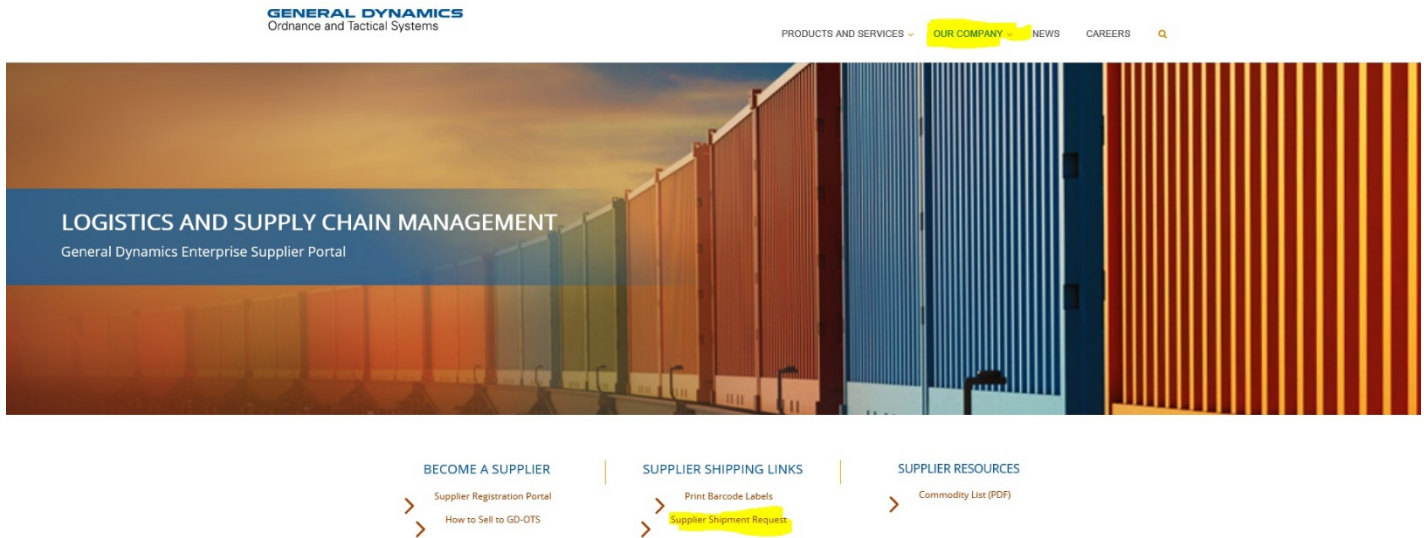 GENERAL DYNAMICS
Ordnance and Tactical Systems
PRODUCTS AND SERVICES OUR COMPANY NEWS CAREERS
LOGISTICS AND SUPPLY CHAIN MANAGEMENT
General Dynamics Enterprise Supplier Portal
BECOME A SUPPLIER
Supplier Registration Portal
How to Sell to GD-OTS
SUPPLIER SHIPPING LINKS
Print Barcode Labels
Supplier Shipment Request
SUPPLIER RESOURCES
Commodity List (PDF)